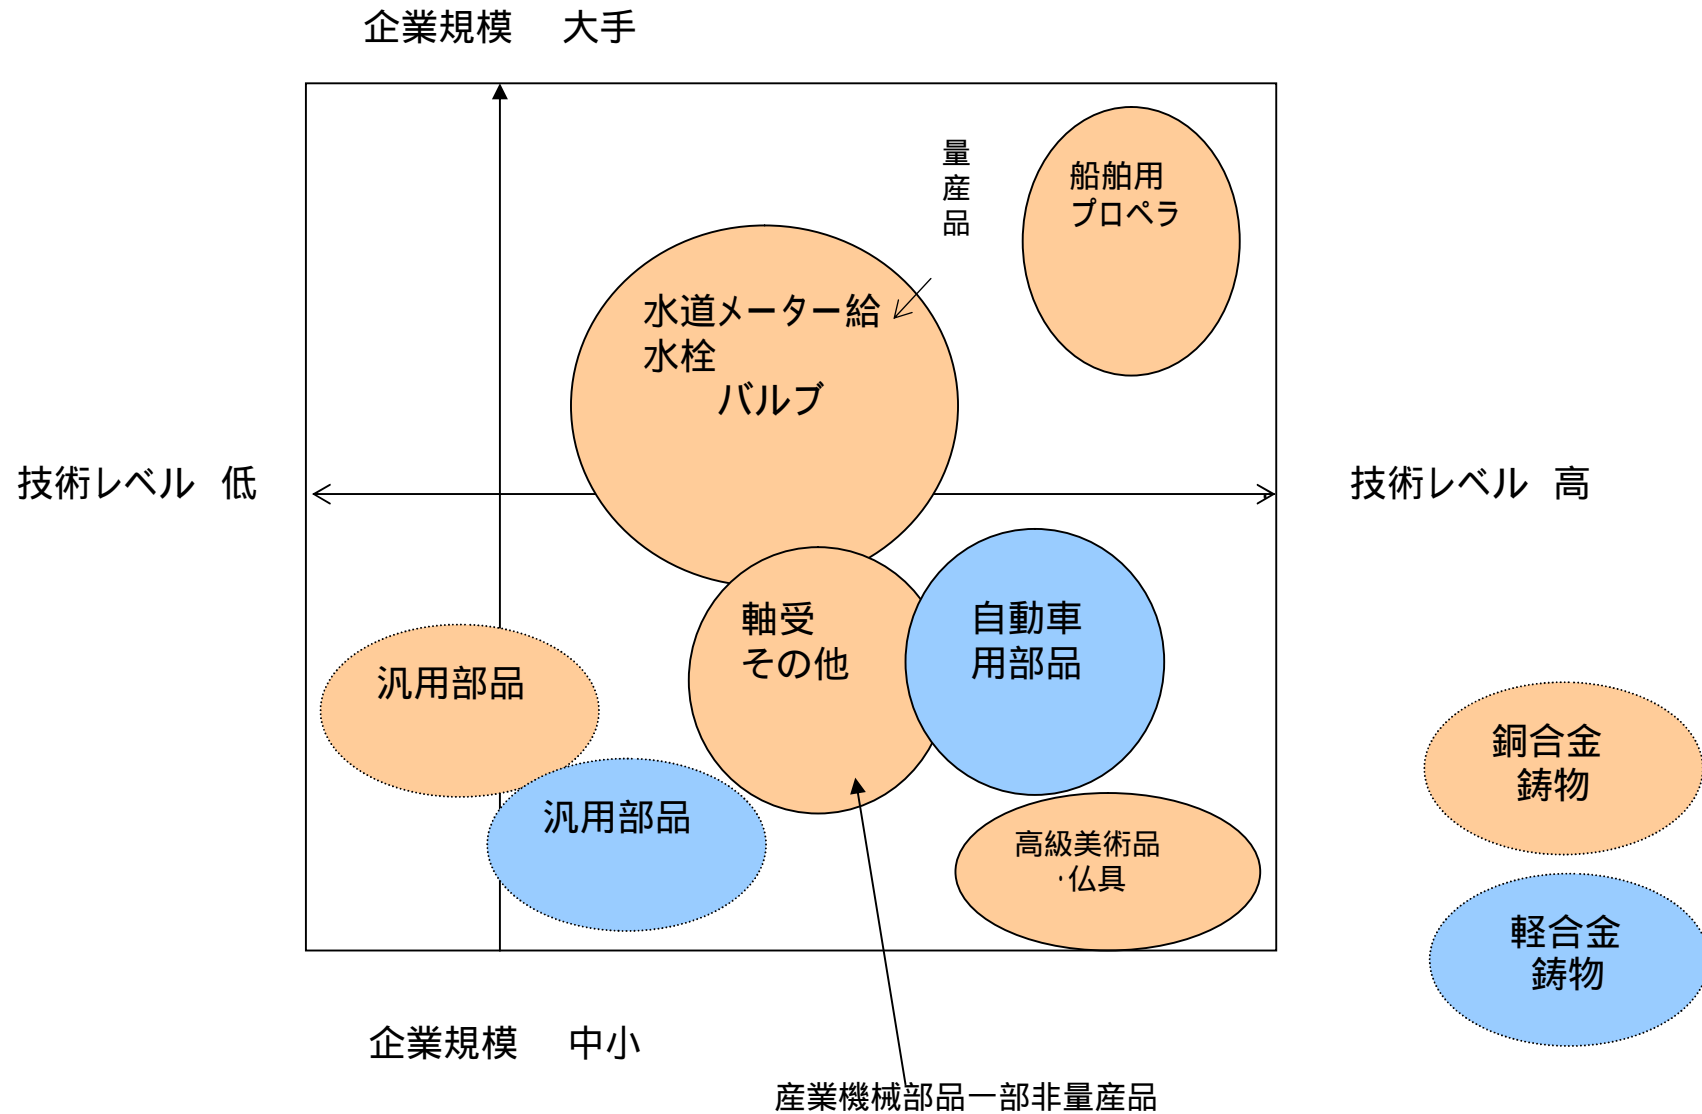 企業規模 大手
量産品
船舶用
プロペラ
水道メーター給
水栓
バルブ
技術レベル 低
技術レベル 高
軸受
その他
自動車
用部品
汎用部品
汎用部品
高級美術品
・仏具
銅合金
鋳物
軽合金
鋳物
企業規模 中小
産業機械部品一部非量産品